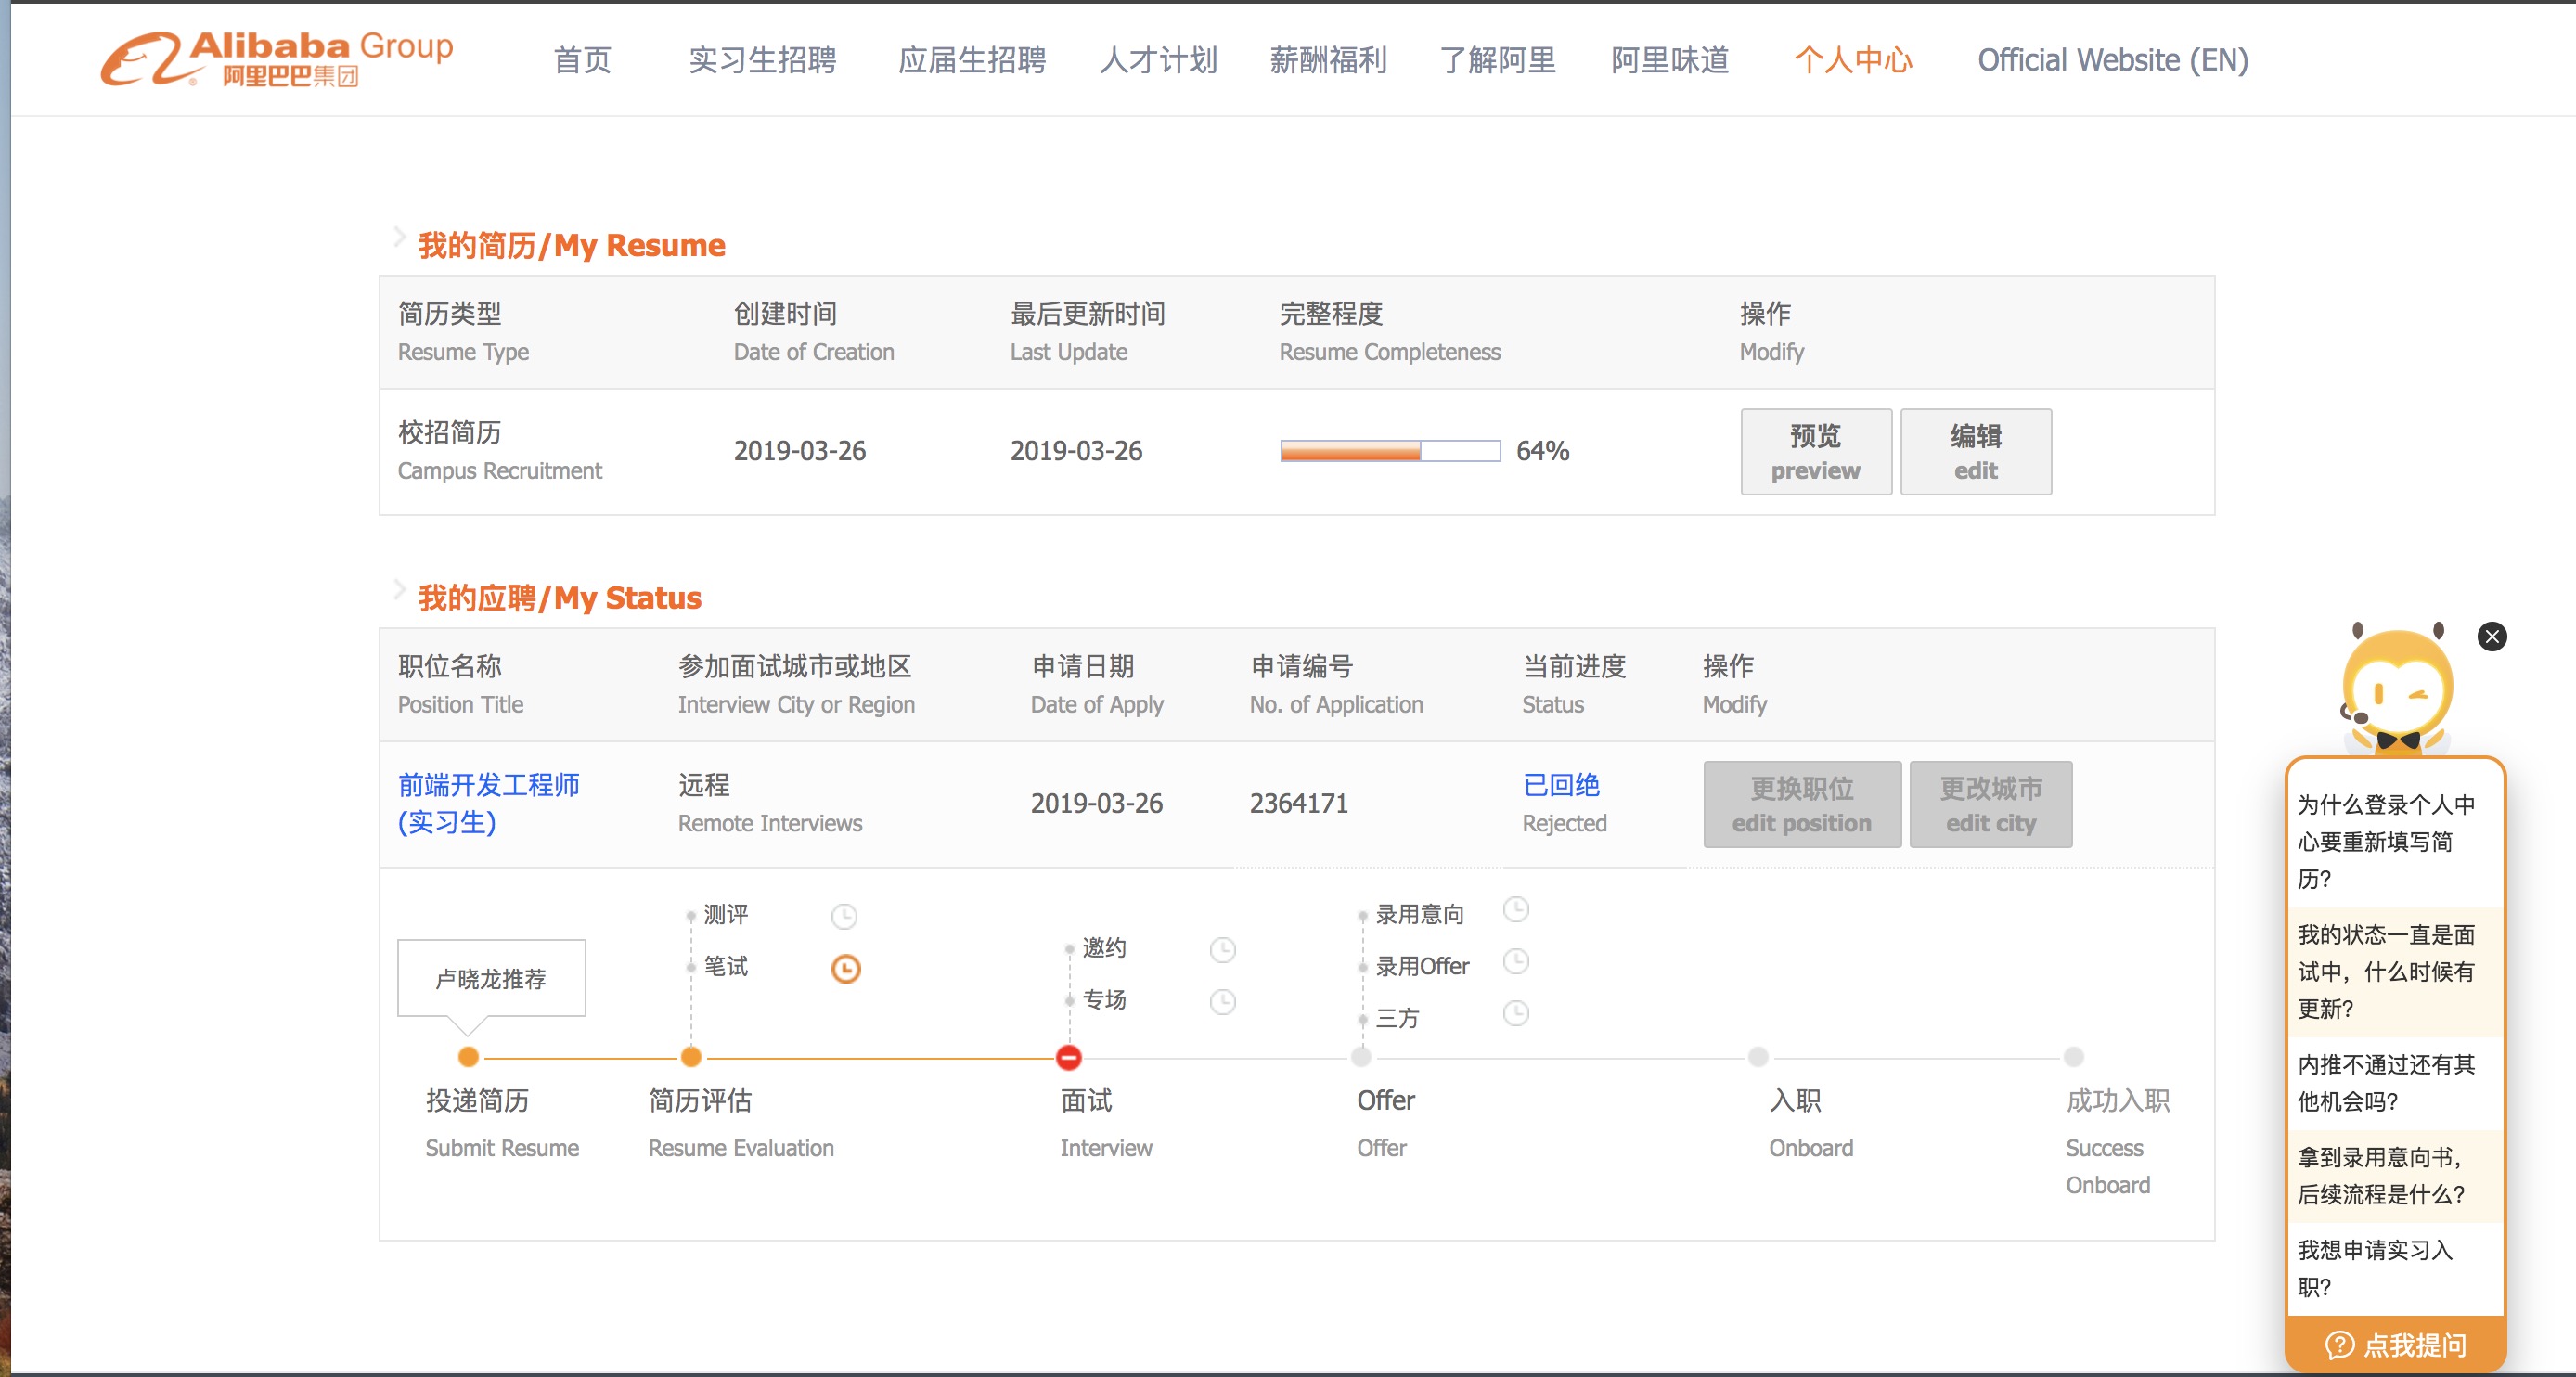 Alibaba Group
阿里巴巴集团
首页 实习生招聘 应届生招聘 人才计划 薪酬福利 了解阿里 阿里味道 个人中心 Official Website (EN)
我的简历/My Resume
简历类型 创建时间 最后更新时间 完整程度 操作
Resume Type Date of Creation Last Update Resume Completeness Modify
校招简历
Campus Recruitment
2019-03-26 2019-03-26 64%
预览 编辑
preview edit
我的应聘/My Status
职位名称 参加面试城市或地区 申请日期 申请编号 当前进度 操作
Position Title Interview City or Region Date of Apply No. of Application Status Modify
前端开发工程师
(实习生)
远程
Remote Interviews
2019-03-26 2364171
已回绝
Rejected
更换职位 更改城市
edit position edit city
卢晓龙推荐
测评
笔试
邀约
专场
录用意向
录用Offer
三方
投递简历 简历评估 面试 Offer 入职 成功入职
Submit Resume Resume Evaluation Interview Offer Onboard Success
Onboard
为什么登录个人中
心要重新填写简
历?
我的状态一直是面
试中，什么时候有
更新?
内推不通过还有其
他机会吗?
拿到录用意向书，
后续流程是什么?
我想申请实习入
职?
点我提问